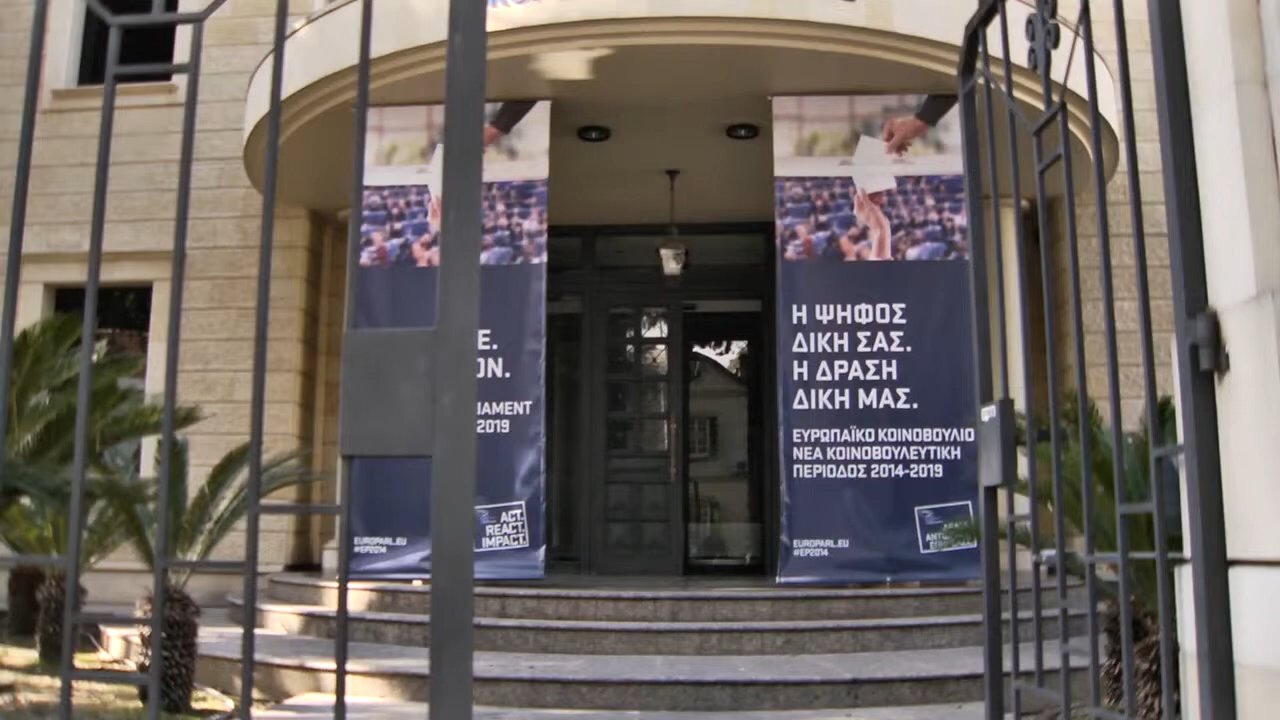 E.
ON.
IAMENT
2019
ACT.
REACT.
IMPACT.
EUROPARL.EU
#EP2014
Η ΨΗΦΟΣ
ΔΙΚΗ ΣΑΣ.
Η ΔΡΑΣΗ
ΔΙΚΗ ΜΑΣ.
ΕΥΡΩΠΑΪΚΟ ΚΟΙΝΟΒΟΥΛΙΟ
ΝΕΑ ΚΟΙΝΟΒΟΥΛΕΥΤΙΚΗ
ΠΕΡΙΟΔΟΣ 2014-2019
EUROPARL.EU
#EP2014